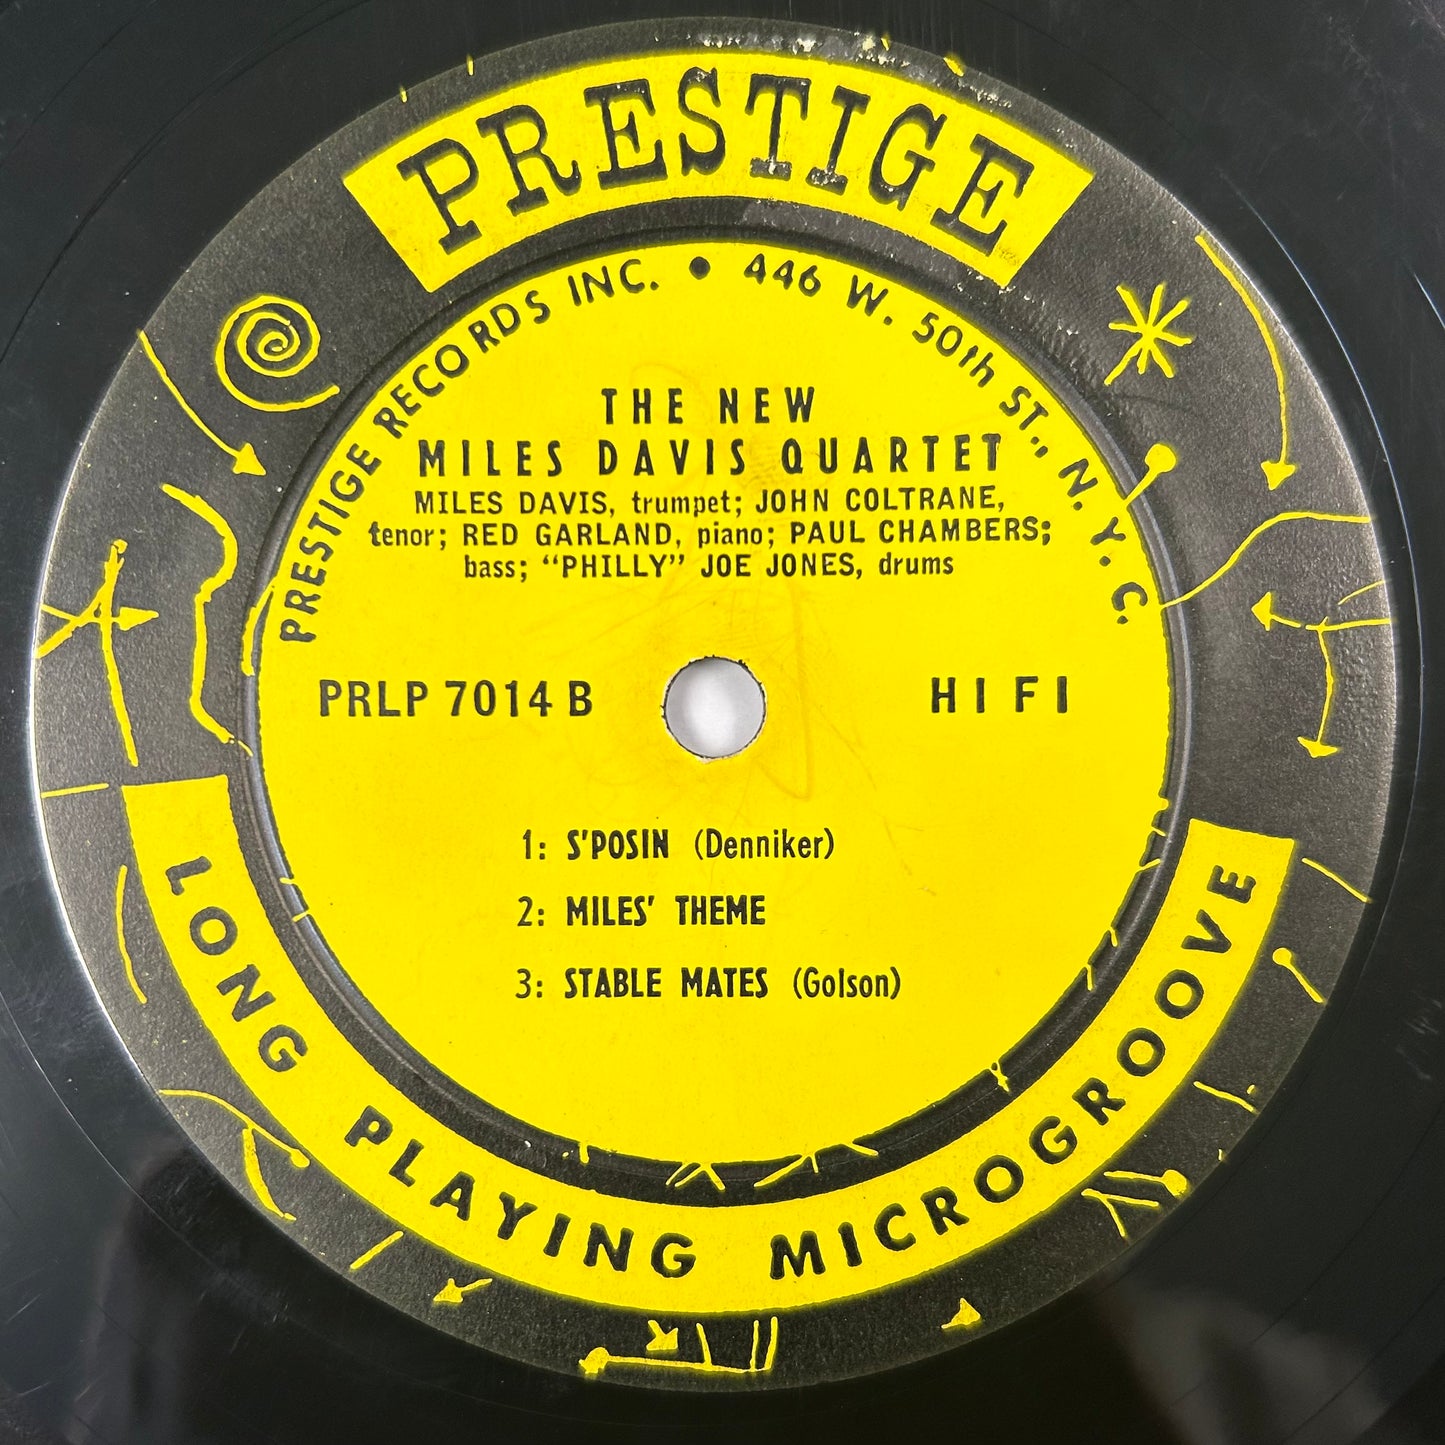 PRESTIGE
PRESTIGE RECORDS INC. • 446 W. 50th ST., N.Y.C.
THE NEW
MILES DAVIS QUARTET
MILES DAVIS, trumpet; JOHN COLTRANE,
tenor; RED GARLAND, piano; PAUL CHAMBERS;
bass; “PHILLY” JOE JONES, drums
PRLP 7014 B
HI FI
1: S’POSIN (Denniker)
2: MILES’ THEME
3: STABLE MATES (Golson)
LONG PLAYING MICROGROOVE